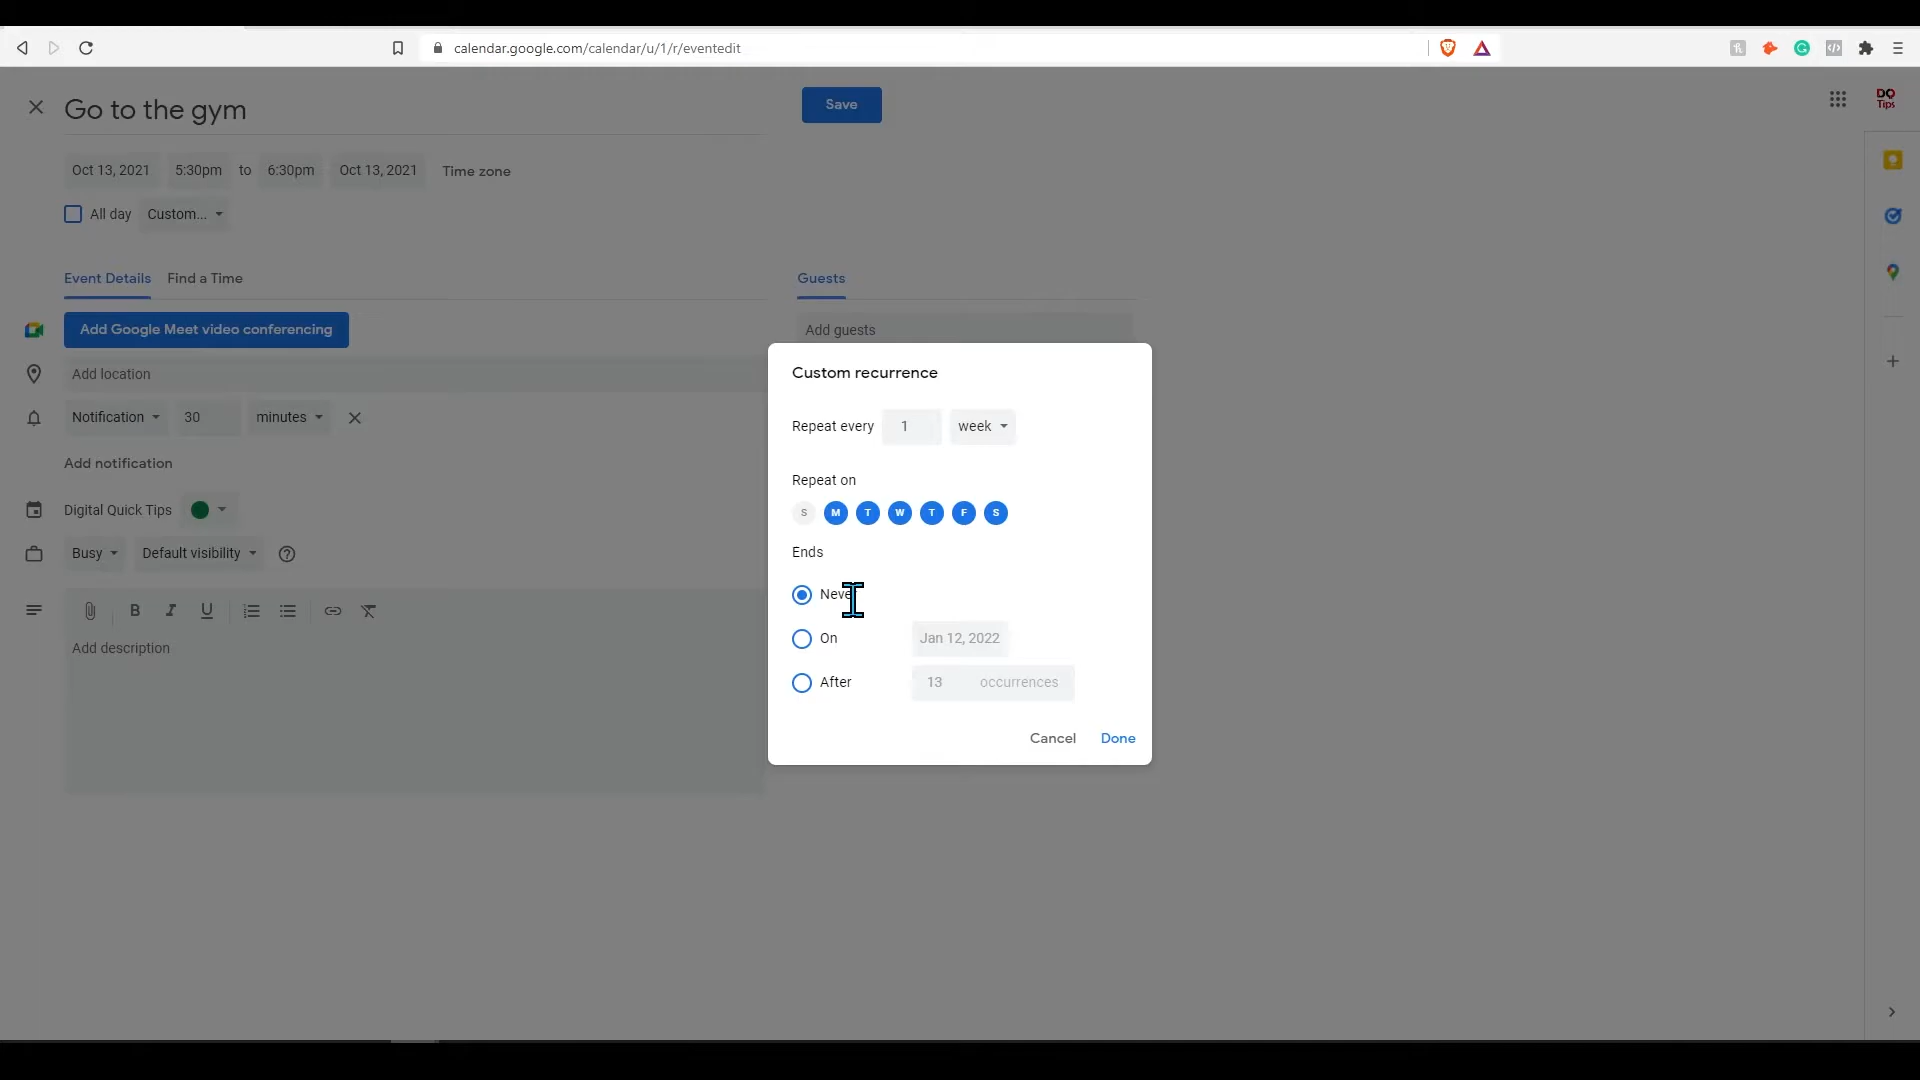 calendar.google.com/calendar/u/1/r/eventedit
Go to the gym
Save
DQ
Tips
Oct 13, 2021 5:30pm to 6:30pm Oct 13, 2021 Time zone
All day Custom...
Event Details Find a Time
Guests
Add Google Meet video conferencing
Add guests
Add location
Notification 30 minutes
Add notification
Digital Quick Tips
Busy Default visibility
B I U
Add description
Custom recurrence
Repeat every 1 week
Repeat on
S M T W T F S
Ends
Never
On Jan 12, 2022
After 13 occurrences
Cancel Done